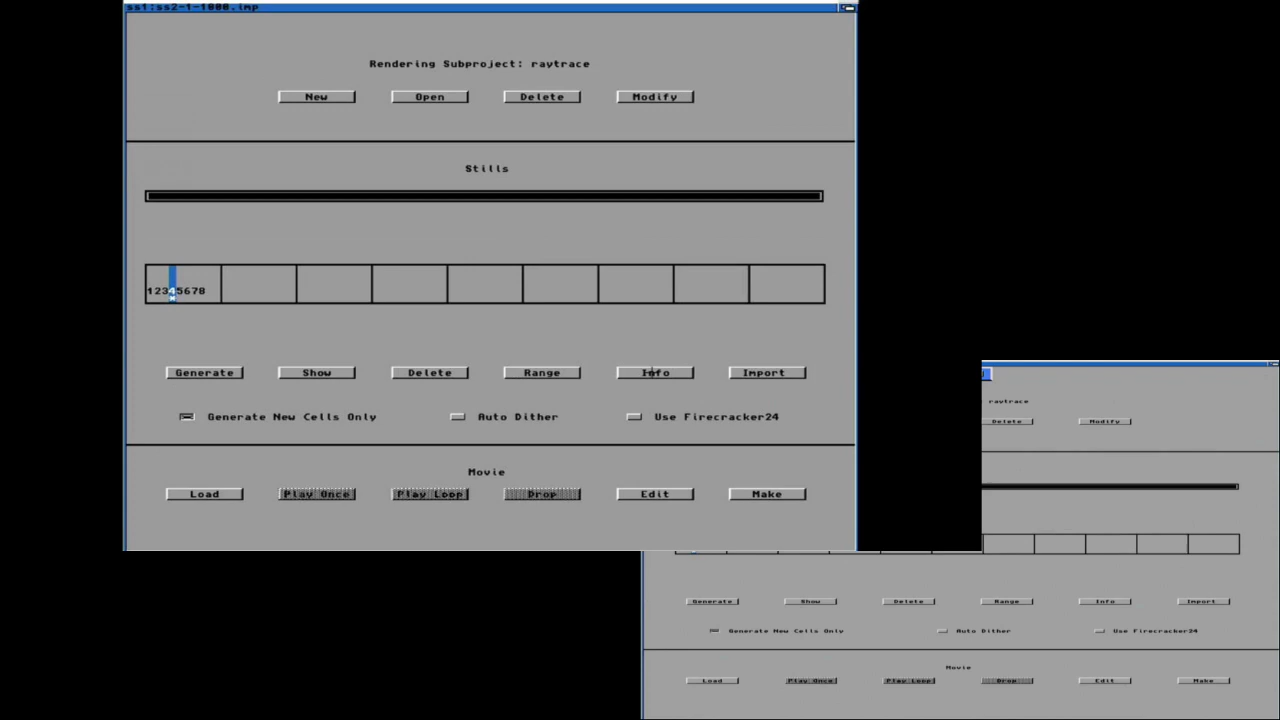 ss1:ss2-1-1000.imp
Rendering Subproject: raytrace
New Open Delete Modify
Stills
12345678
Generate Show Delete Range Info Import
Generate New Cells Only Auto Dither Use Firecracker24
Movie
Load Play Once Play Loop Drop Edit Make
raytrace
Delete Modify
Generate Show Delete Range Info Import
Generate New Cells Only Auto Dither Use Firecracker24
Movie
Load Play Once Play Loop Drop Edit Make